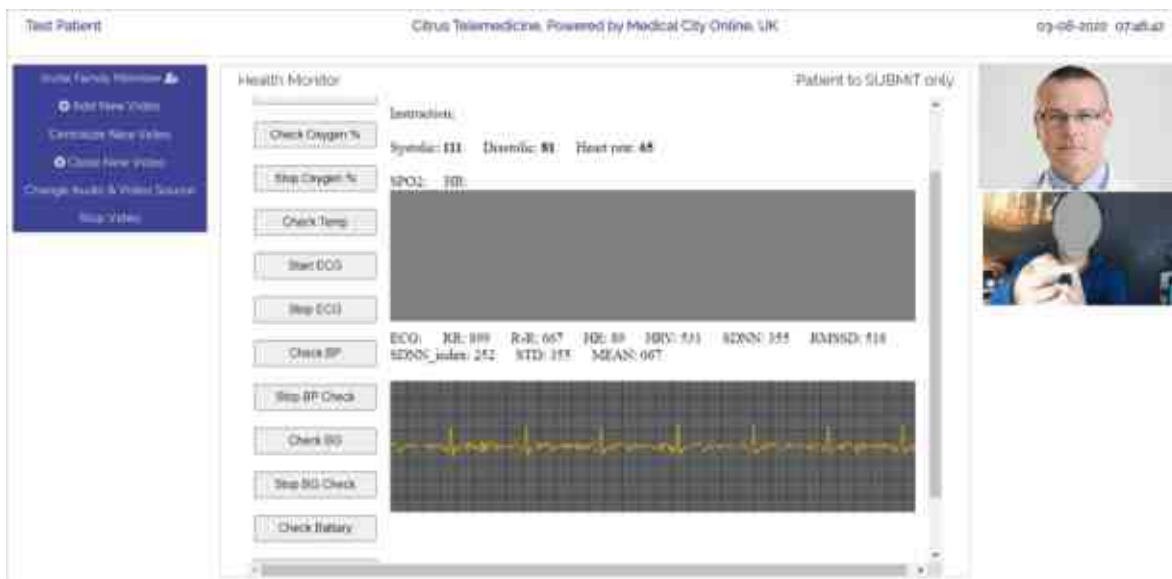 Test Patient
Citrus Telemedicine, Powered by Medical City Online, UK
03-06-2022 07:48:42
Invite Family Member
Add New Video
Centralize New Video
Close New Video
Change Audio & Video Source
Stop Video
Health Monitor
Patient to SUBMIT only
Check Oxygen %
Stop Oxygen %
Check Temp
Start ECG
Stop ECG
Check BP
Stop BP Check
Check BG
Stop BG Check
Check Battery
Instruction:
Systolic: 111 Diastolic: 81 Heart rate: 65
SPO2: HR:
ECG: RR: 899 R-R: 667 HR: 89 HRV: 531 SDNN: 355 RMSSD: 516
SDNN_index: 252 STD: 355 MEAN: 667